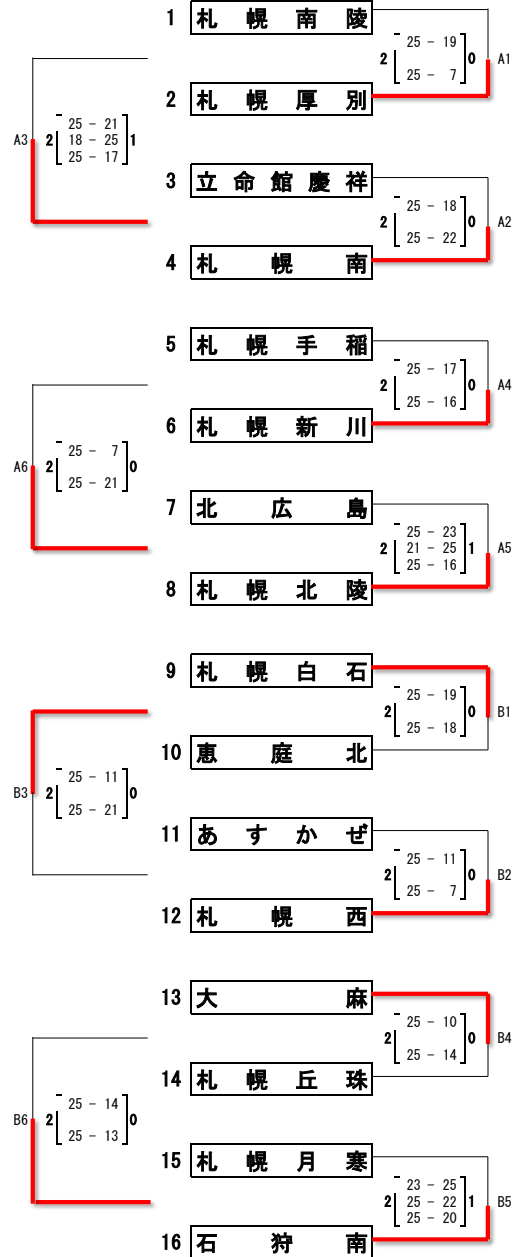 1 札幌南陵
2 [ 25 - 19 25 - 7 ] 0 A1
2 札幌厚別
A3 2 [ 25 - 21 18 - 25 25 - 17 ] 1
3 立命館慶祥
2 [ 25 - 18 25 - 22 ] 0 A2
4 札幌南
5 札幌手稲
2 [ 25 - 17 25 - 16 ] 0 A4
6 札幌新川
A6 2 [ 25 - 7 25 - 21 ] 0
7 北広島
2 [ 25 - 23 21 - 25 25 - 16 ] 1 A5
8 札幌北陵
9 札幌白石
2 [ 25 - 19 25 - 18 ] 0 B1
10 恵庭北
B3 2 [ 25 - 11 25 - 21 ] 0
11 あすかぜ
2 [ 25 - 11 25 - 7 ] 0 B2
12 札幌西
13 大麻
2 [ 25 - 10 25 - 14 ] 0 B4
14 札幌丘珠
B6 2 [ 25 - 14 25 - 13 ] 0
15 札幌月寒
2 [ 23 - 25 25 - 22 25 - 20 ] 1 B5
16 石狩南